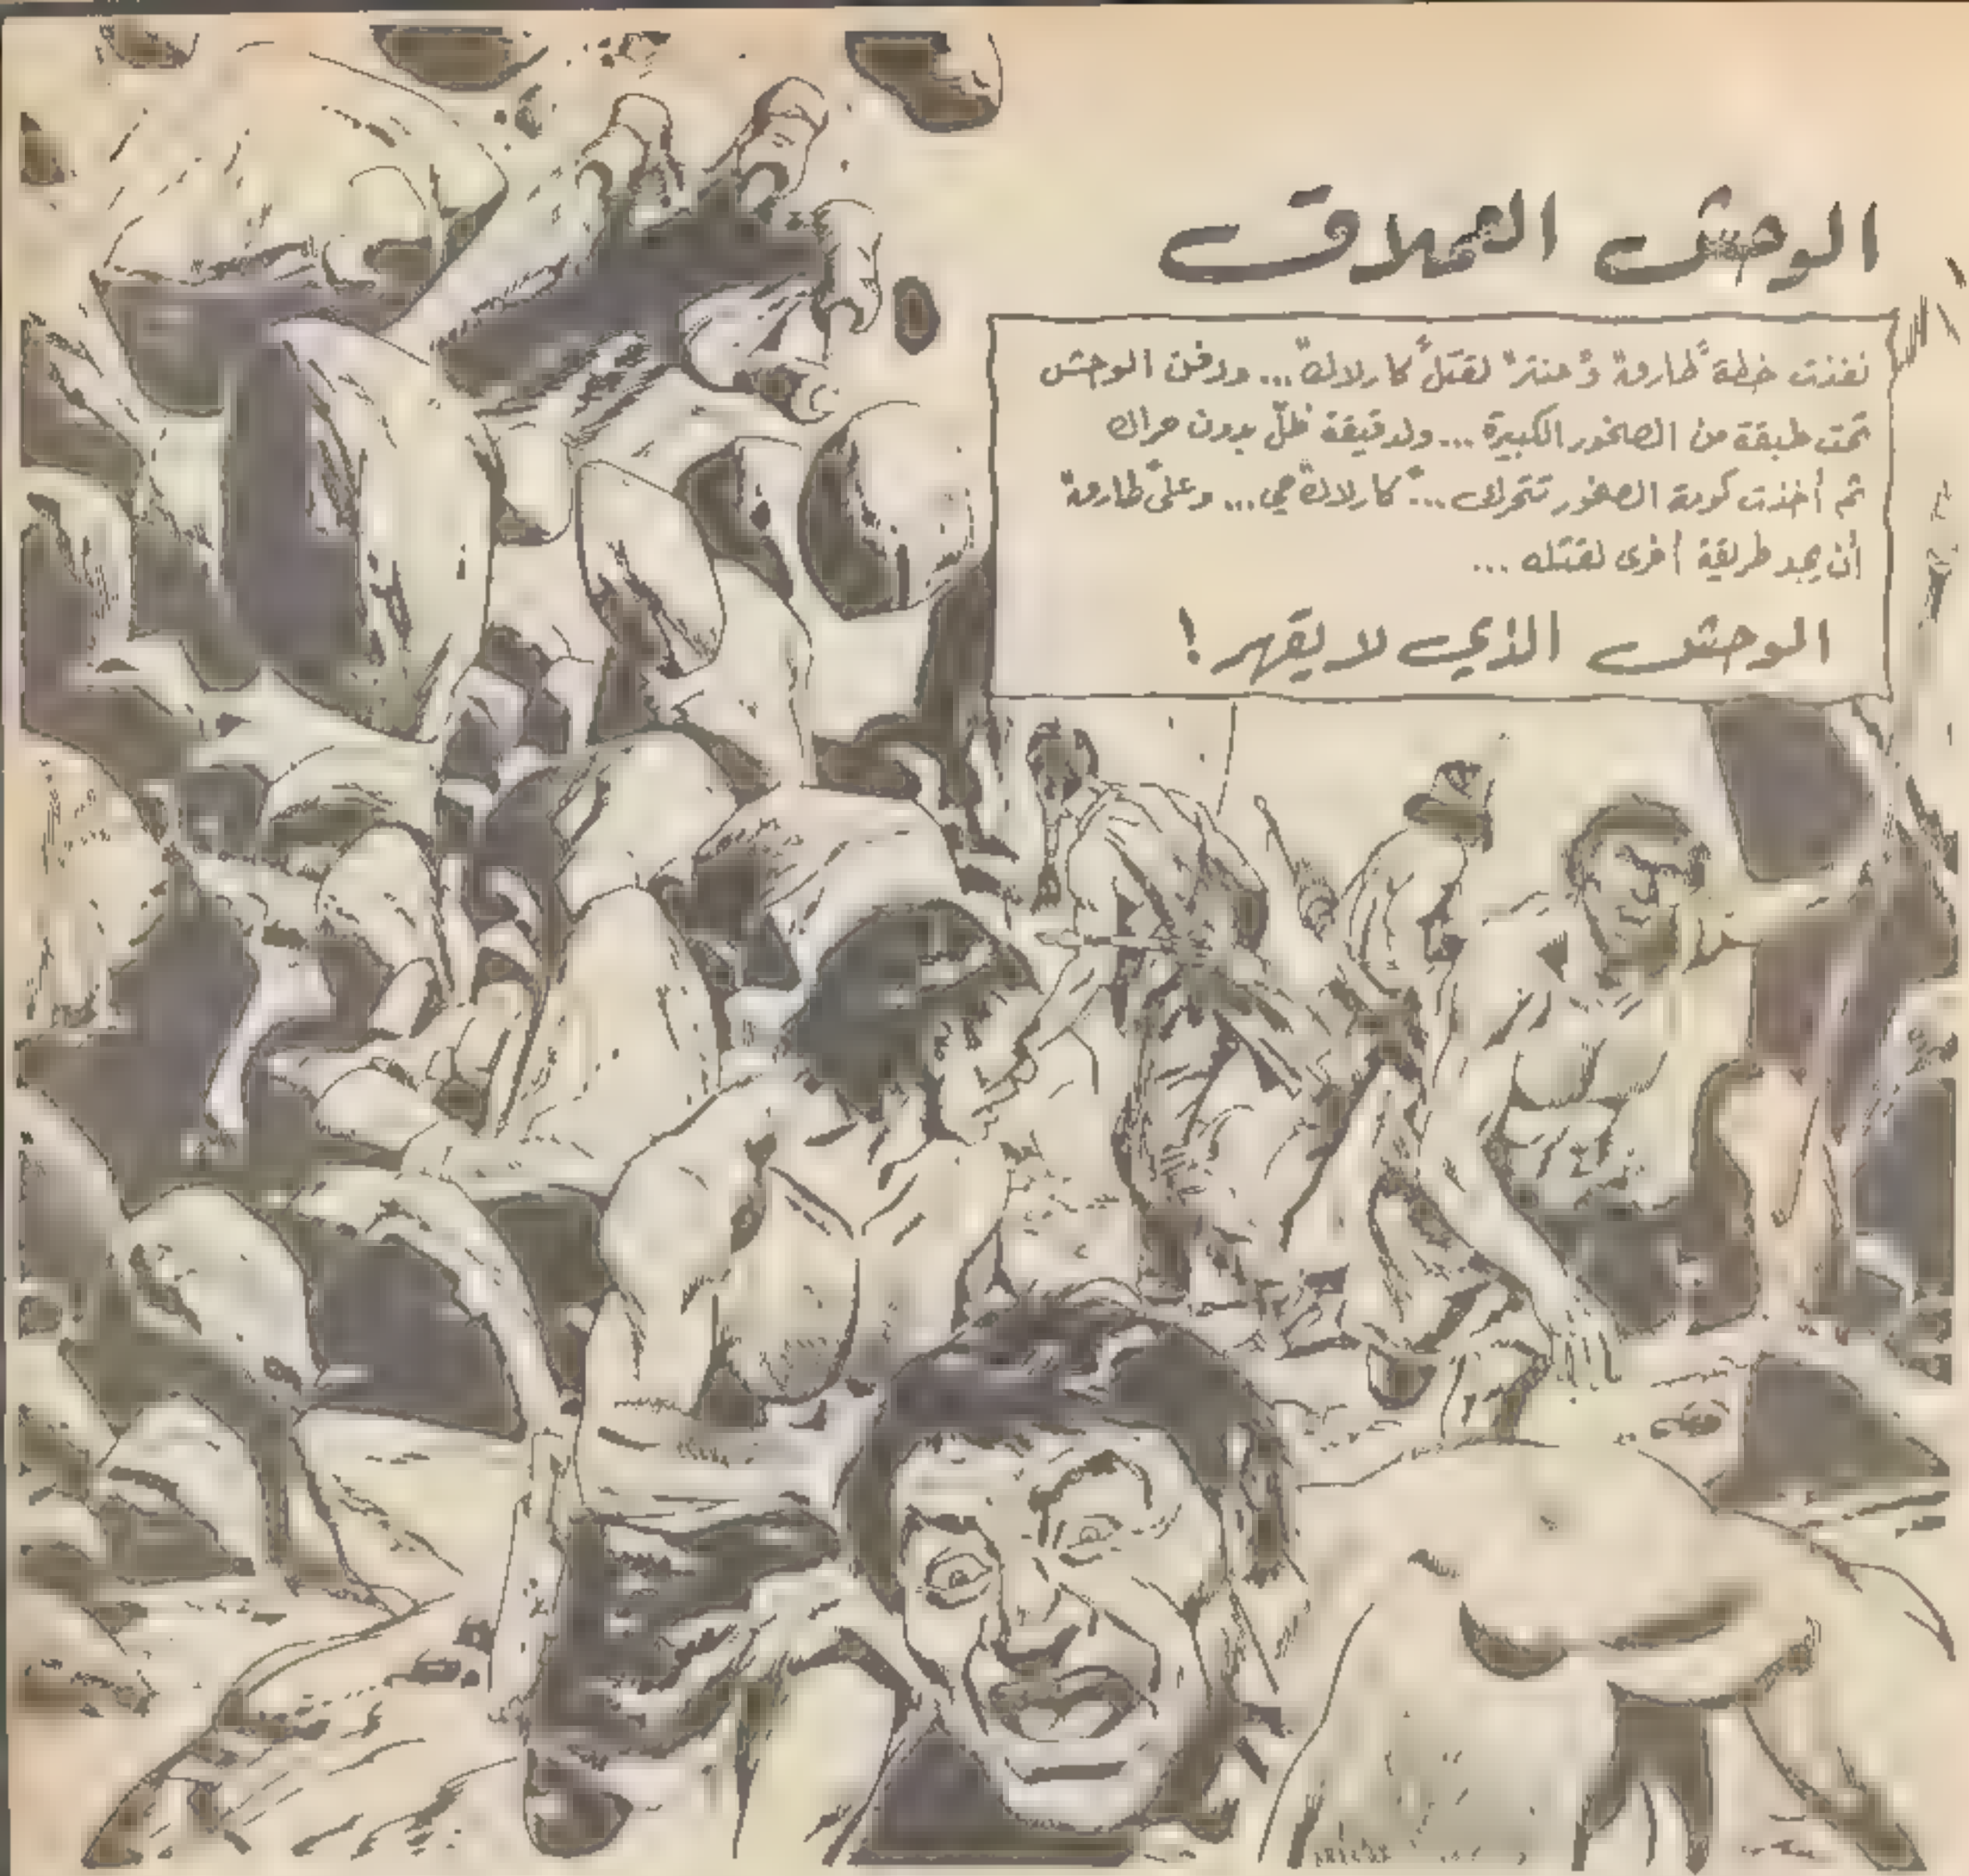 الوحش العملاق
نفذت خطة "طارق" و"هنتر" لقتل "كارلاك"... ودفن الوحش
تحت طبقة من الصخور الكبيرة... ولدقيقة ظلّ بدون حراك
ثم أخذت كومة الصخور تتحرك... "كارلاك" حي... وعلى "طارق"
أن يجد طريقة أخرى لقتله ...
الوحش الذي لا يقهر !